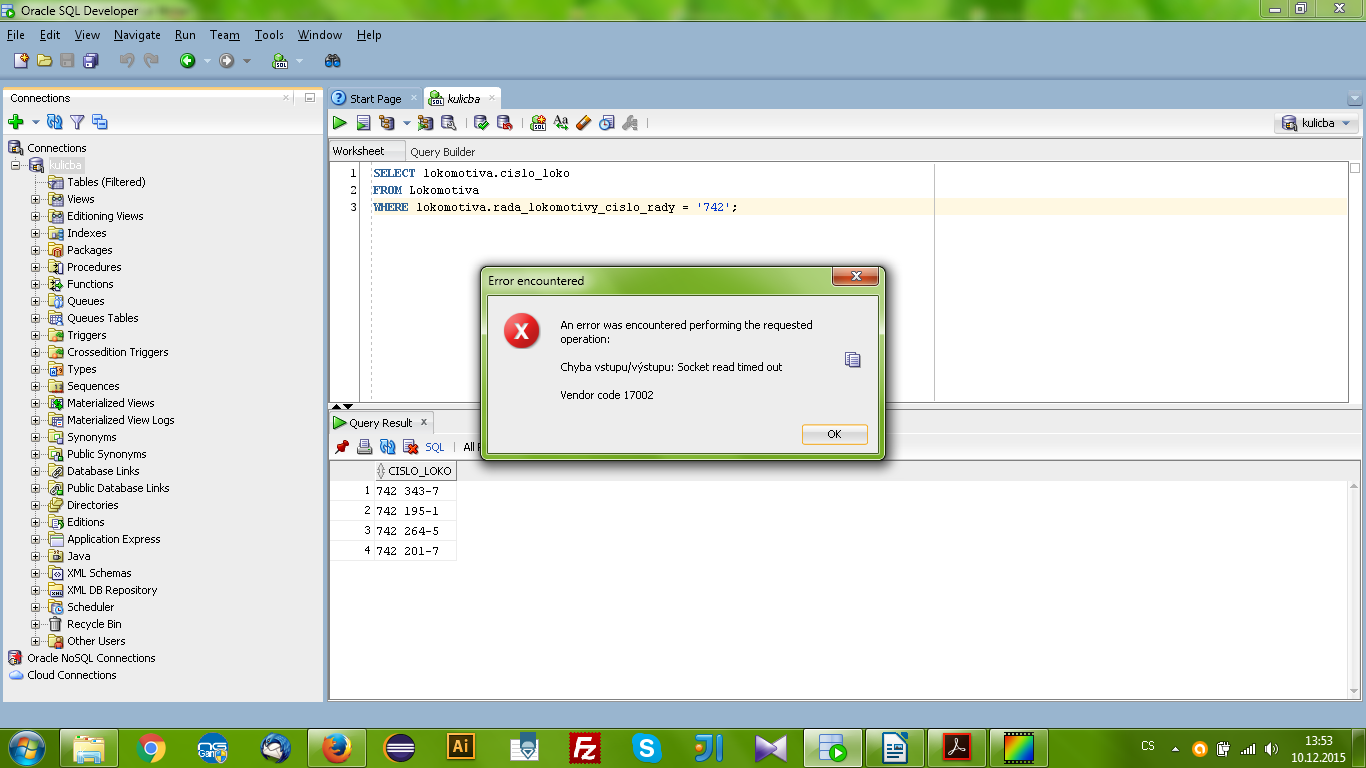 Oracle SQL Developer
File Edit View Navigate Run Team Tools Window Help
Connections
Connections
kulicba
Tables (Filtered)
Views
Editioning Views
Indexes
Packages
Procedures
Functions
Queues
Queues Tables
Triggers
Crossedition Triggers
Types
Sequences
Materialized Views
Materialized View Logs
Synonyms
Public Synonyms
Database Links
Public Database Links
Directories
Editions
Application Express
Java
XML Schemas
XML DB Repository
Scheduler
Recycle Bin
Other Users
Oracle NoSQL Connections
Cloud Connections
Start Page kulicba
kulicba
Worksheet Query Builder
1 SELECT lokomotiva.cislo_loko
2 FROM Lokomotiva
3 WHERE lokomotiva.rada_lokomotivy_cislo_rady = '742';
Error encountered
An error was encountered performing the requested
operation:
Chyba vstupu/výstupu: Socket read timed out
Vendor code 17002
OK
Query Result
SQL All
CISLO_LOKO
1 742 343-7
2 742 195-1
3 742 264-5
4 742 201-7
CS
13:53
10.12.2015